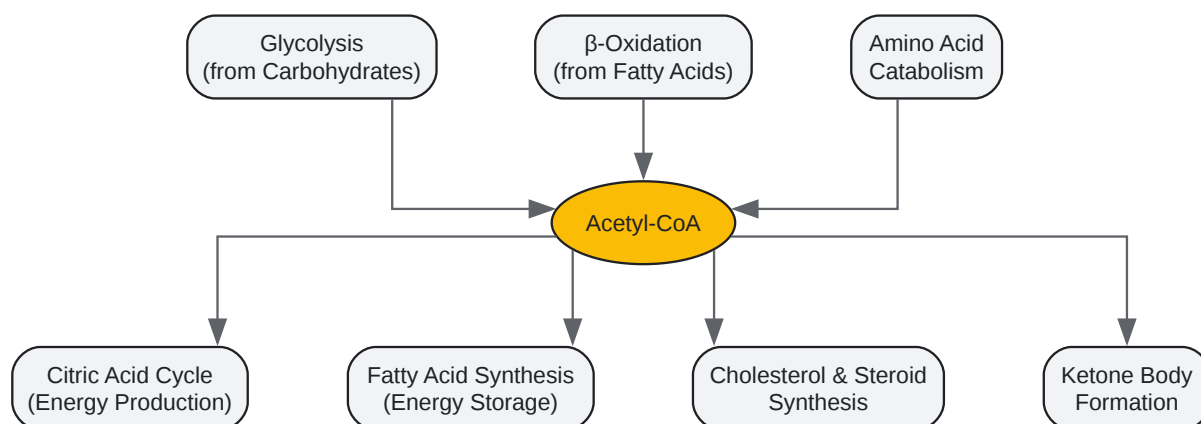 Glycolysis
(from Carbohydrates)
β-Oxidation
(from Fatty Acids)
Amino Acid
Catabolism
Acetyl-CoA
Citric Acid Cycle
(Energy Production)
Fatty Acid Synthesis
(Energy Storage)
Cholesterol & Steroid
Synthesis
Ketone Body
Formation